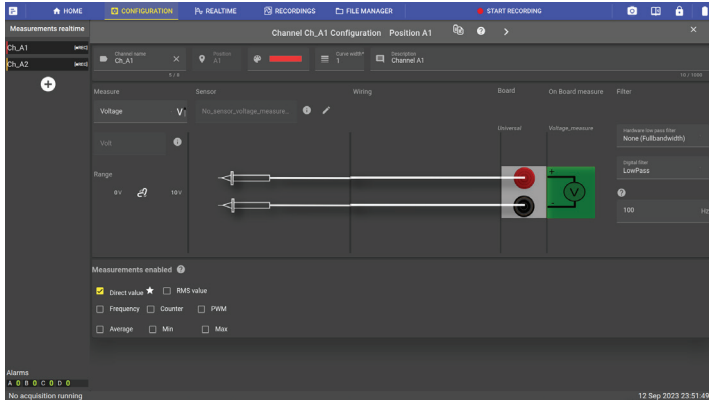 HOME CONFIGURATION REALTIME RECORDINGS FILE MANAGER START RECORDING
Measurements realtime
Channel Ch_A1 Configuration Position A1
Ch_A1
Ch_A2
Channel name
Ch_A1
5 / 8
Position
A1
Curve width*
1
Description
Channel A1
10 / 1000
Measure Sensor Wiring Board On Board measure Filter
Voltage V
No_sensor_voltage_measure...
Volt
Universal Voltage_measure
Hardware low pass filter
None (Fullbandwidth)
Digital filter
LowPass
Range
0 V 10 V
100 Hz
+
V
-
Measurements enabled
Direct value RMS value
Frequency Counter PWM
Average Min Max
Alarms
A 0 B 0 C 0 D 0
No acquisition running 12 Sep 2023 23:51:49